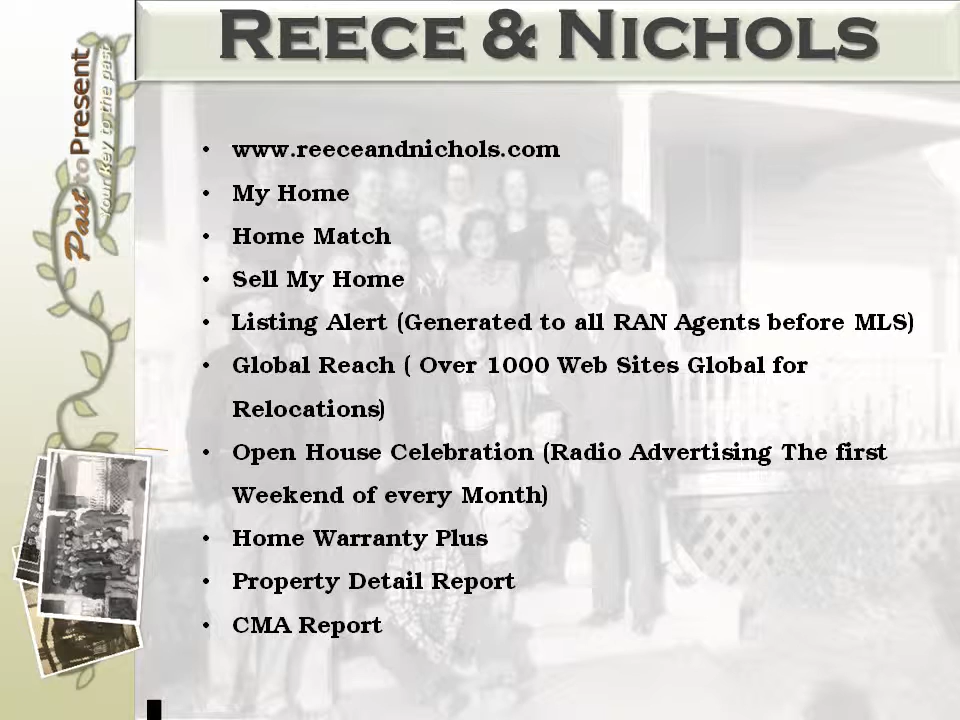 REECE & NICHOLS
Past to Present
Your key to the past
• www.reeceandnichols.com
• My Home
• Home Match
• Sell My Home
• Listing Alert (Generated to all RAN Agents before MLS)
• Global Reach ( Over 1000 Web Sites Global for
Relocations)
• Open House Celebration (Radio Advertising The first
Weekend of every Month)
• Home Warranty Plus
• Property Detail Report
• CMA Report